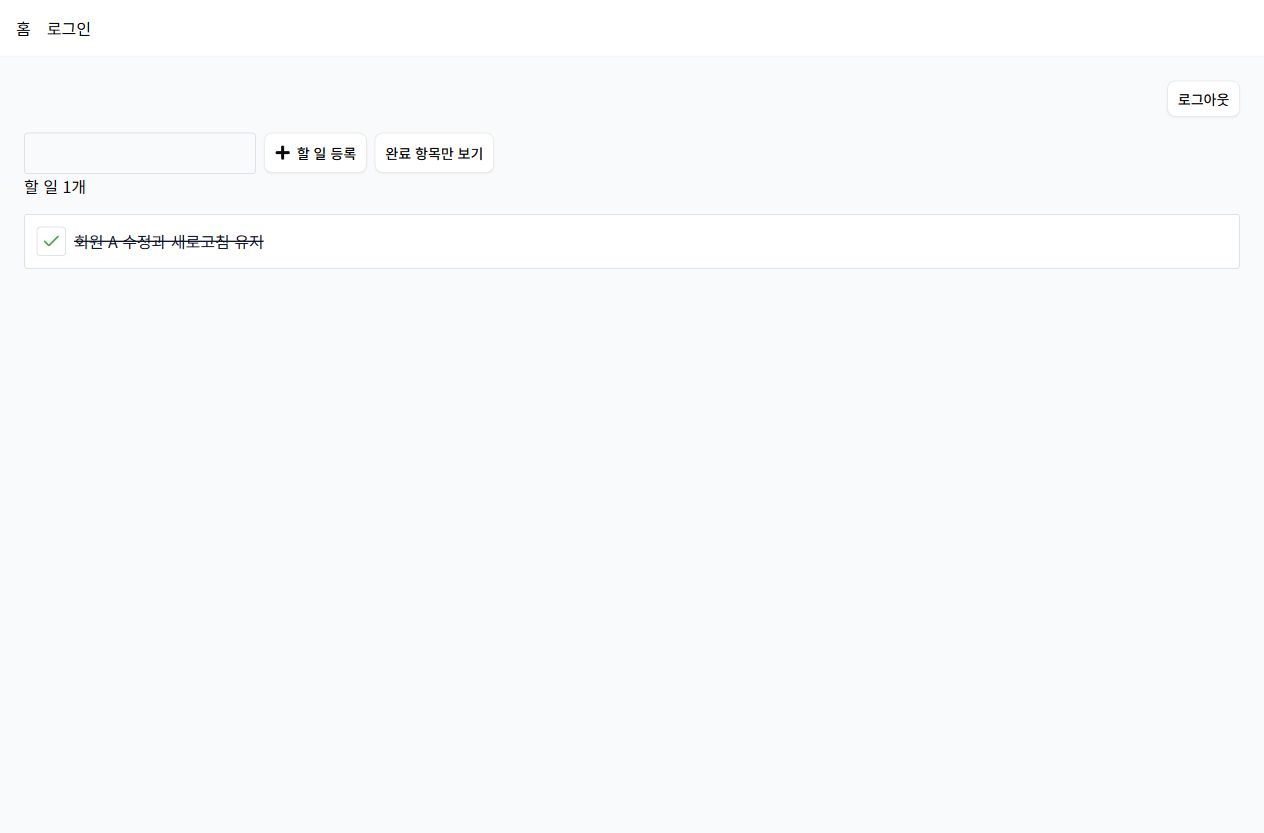 홈 로그인
로그아웃
할 일 등록 완료 항목만 보기
할 일 1개
회원 A 수정과 새로고침 유지